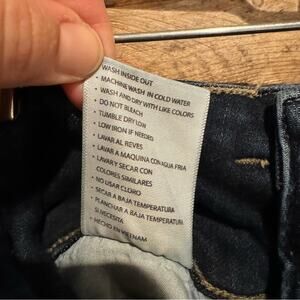 WASH INSIDE OUT
• MACHINE WASH IN COLD WATER
• WASH AND DRY WITH LIKE COLORS
• DO NOT BLEACH
• TUMBLE DRY LOW
• LOW IRON IF NEEDED
• LAVAR AL REVES
• LAVAR A MAQUINA CON AGUA FRIA
• LAVAR Y SECAR CON
COLORES SIMILARES
• NO USAR CLORO
• SECAR A BAJA TEMPERATURA
• PLANCHAR A BAJA TEMPERATURA
SI NECESITA
HECHO EN VIETNAM